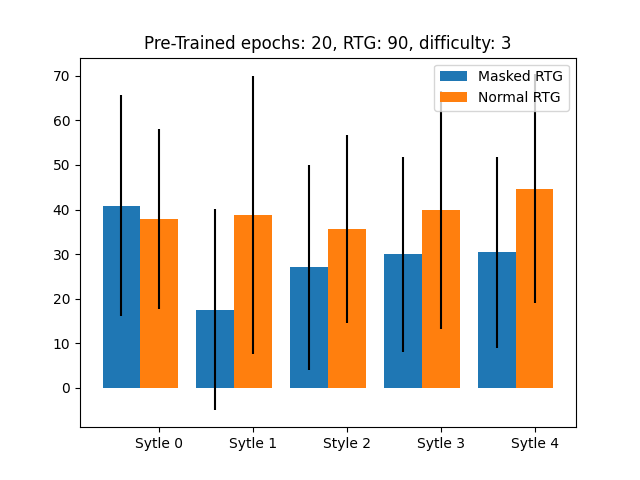 Pre-Trained epochs: 20, RTG: 90, difficulty: 3
Masked RTG
Normal RTG
70
60
50
40
30
20
10
0
Sytle 0
Sytle 1
Style 2
Sytle 3
Sytle 4